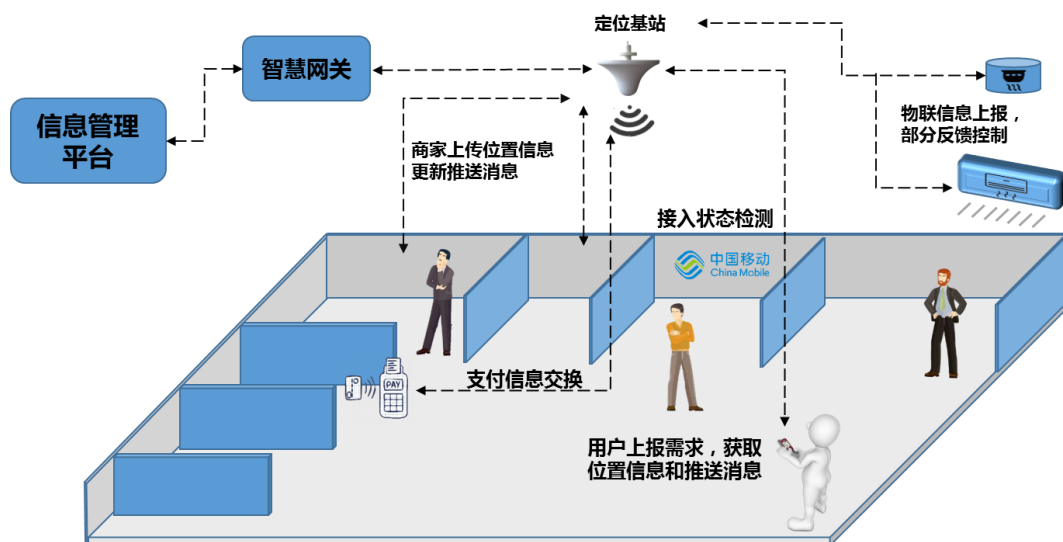 定位基站
智慧网关
信息管理
平台
物联信息上报，
部分反馈控制
商家上传位置信息
更新推送消息
接入状态检测
中国移动
China Mobile
支付信息交换
PAY
用户上报需求，获取
位置信息和推送消息